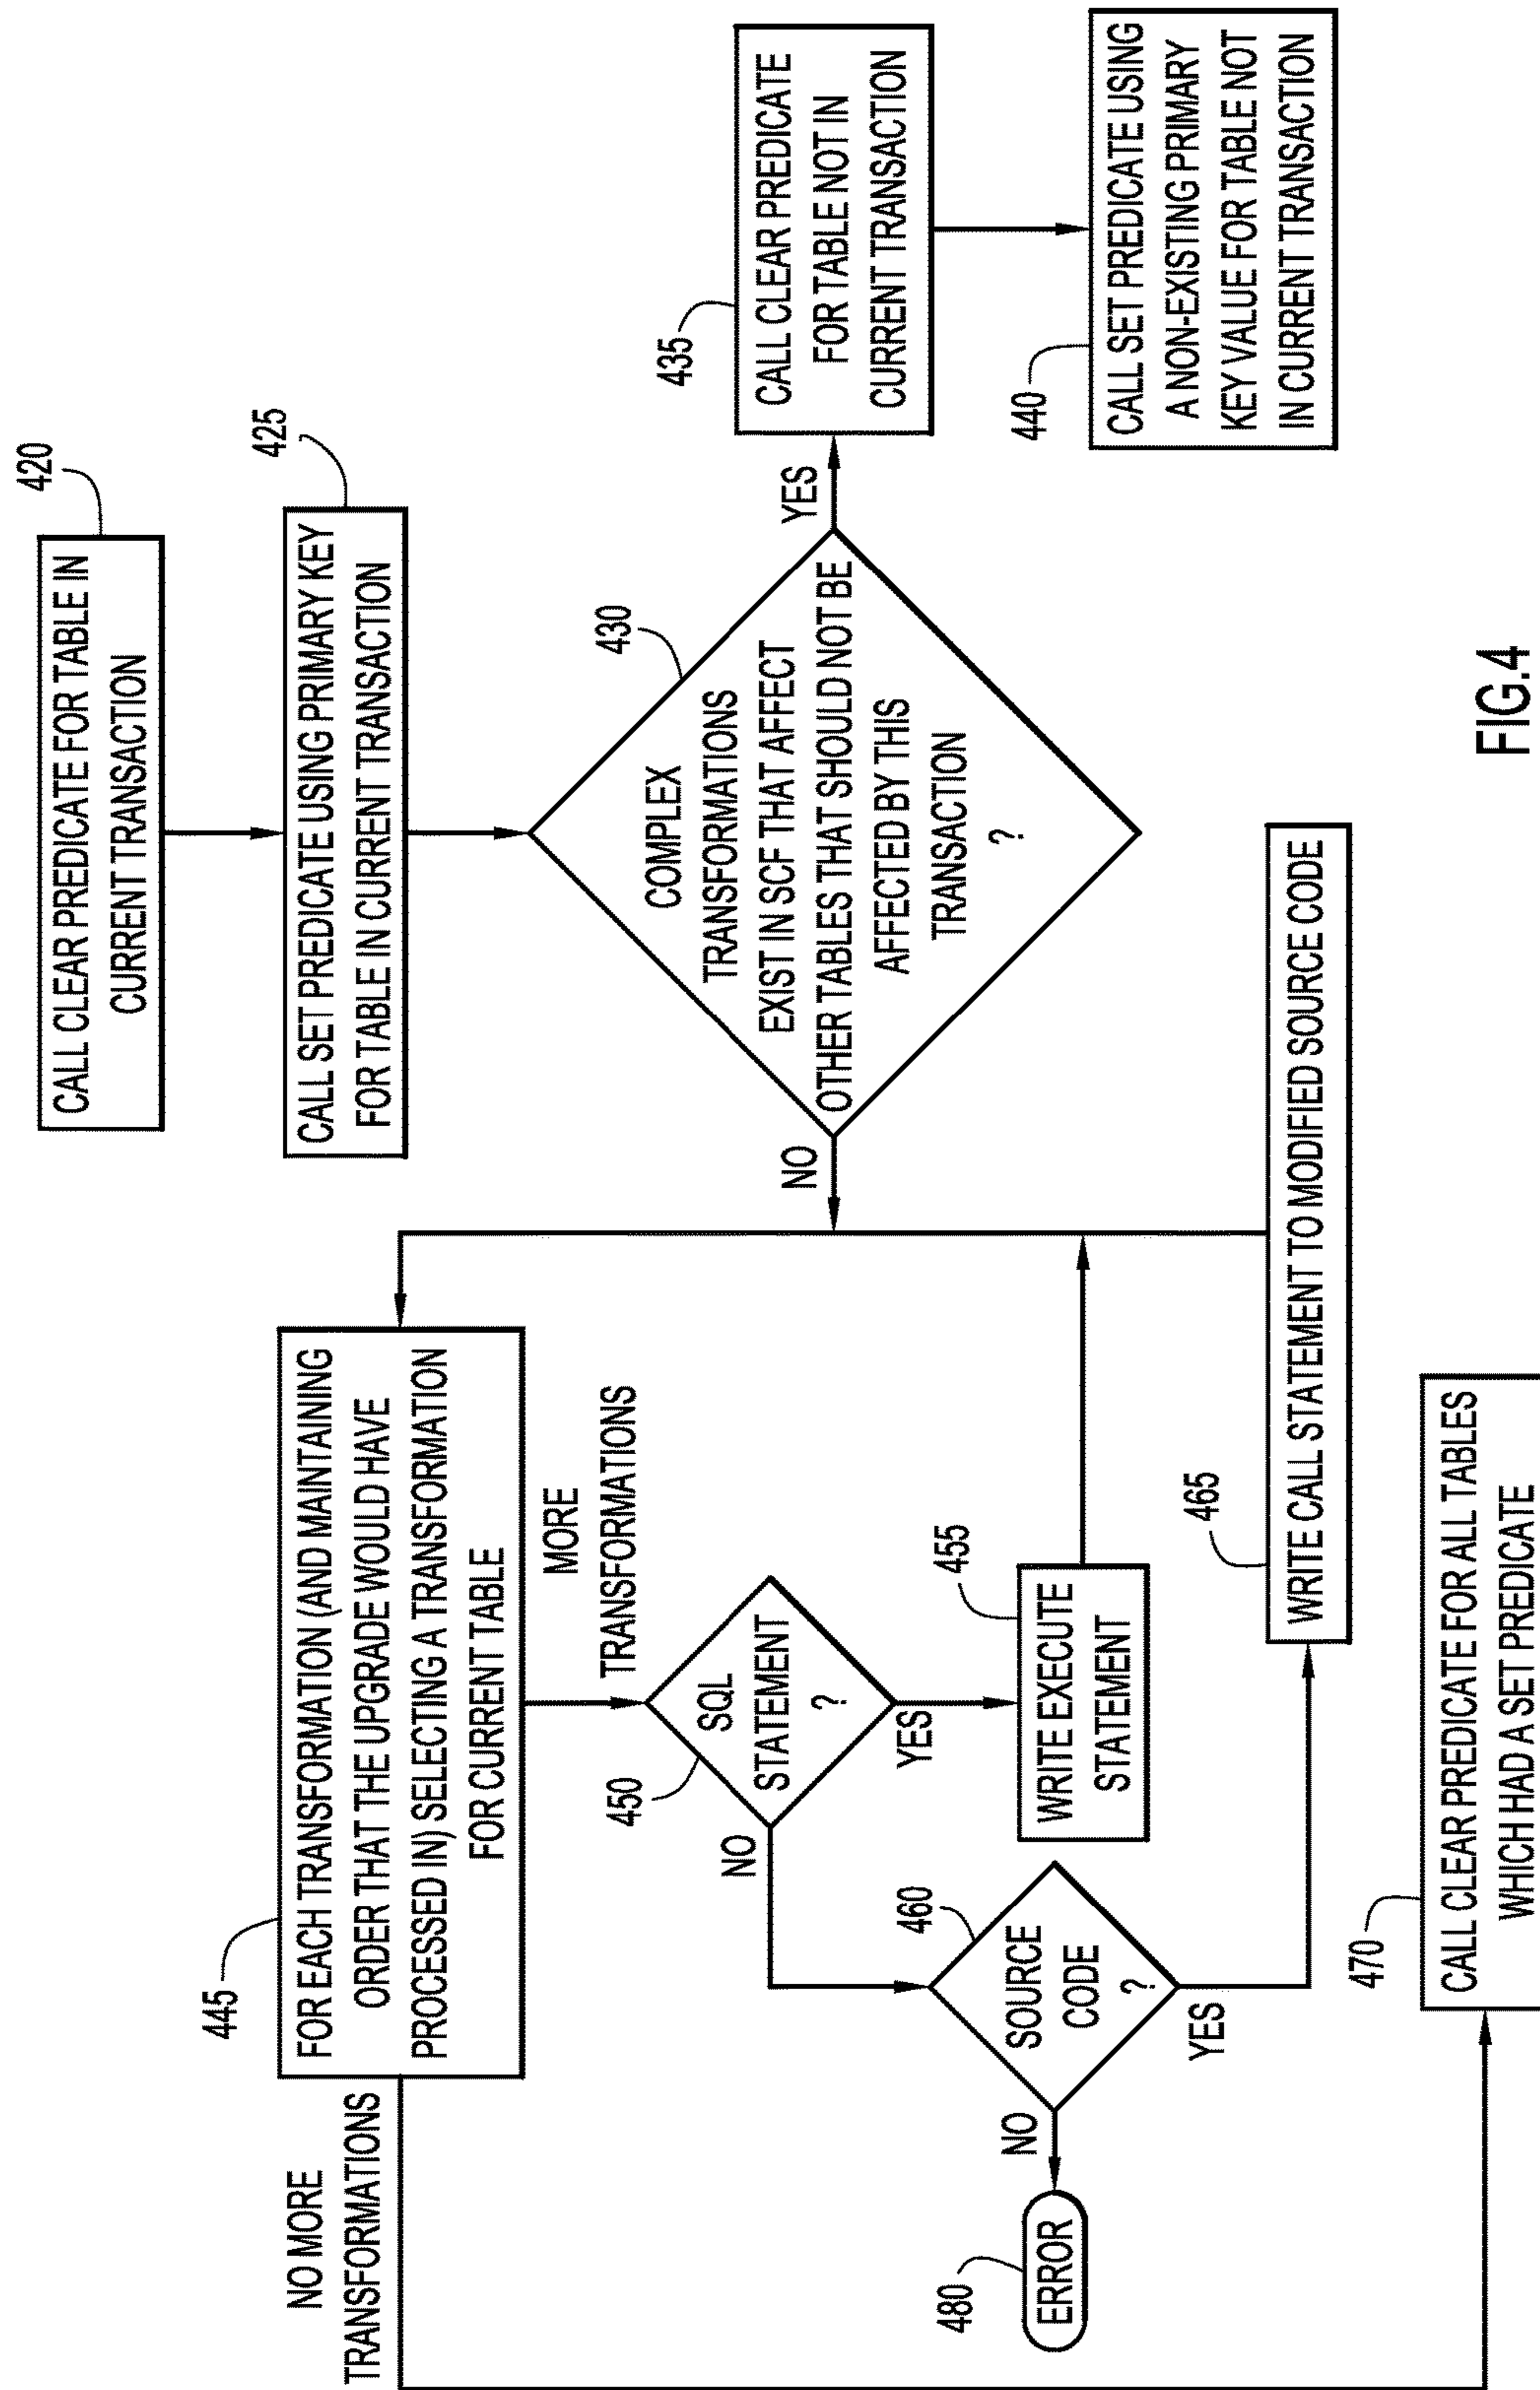 420
CALL CLEAR PREDICATE FOR TABLE IN
CURRENT TRANSACTION
425
CALL SET PREDICATE USING PRIMARY KEY
FOR TABLE IN CURRENT TRANSACTION
430
COMPLEX
TRANSFORMATIONS
EXIST IN SCF THAT AFFECT
OTHER TABLES THAT SHOULD NOT BE
AFFECTED BY THIS
TRANSACTION
?
YES
NO
435
CALL CLEAR PREDICATE
FOR TABLE NOT IN
CURRENT TRANSACTION
440
CALL SET PREDICATE USING
A NON-EXISTING PRIMARY
KEY VALUE FOR TABLE NOT
IN CURRENT TRANSACTION
445
FOR EACH TRANSFORMATION (AND MAINTAINING
ORDER THAT THE UPGRADE WOULD HAVE
PROCESSED IN) SELECTING A TRANSFORMATION
FOR CURRENT TABLE
NO MORE
TRANSFORMATIONS
MORE
TRANSFORMATIONS
450
SQL
STATEMENT
?
NO
YES
455
WRITE EXECUTE
STATEMENT
460
SOURCE
CODE
?
NO
YES
480
ERROR
465
WRITE CALL STATEMENT TO MODIFIED SOURCE CODE
470
CALL CLEAR PREDICATE FOR ALL TABLES
WHICH HAD A SET PREDICATE
FIG.4